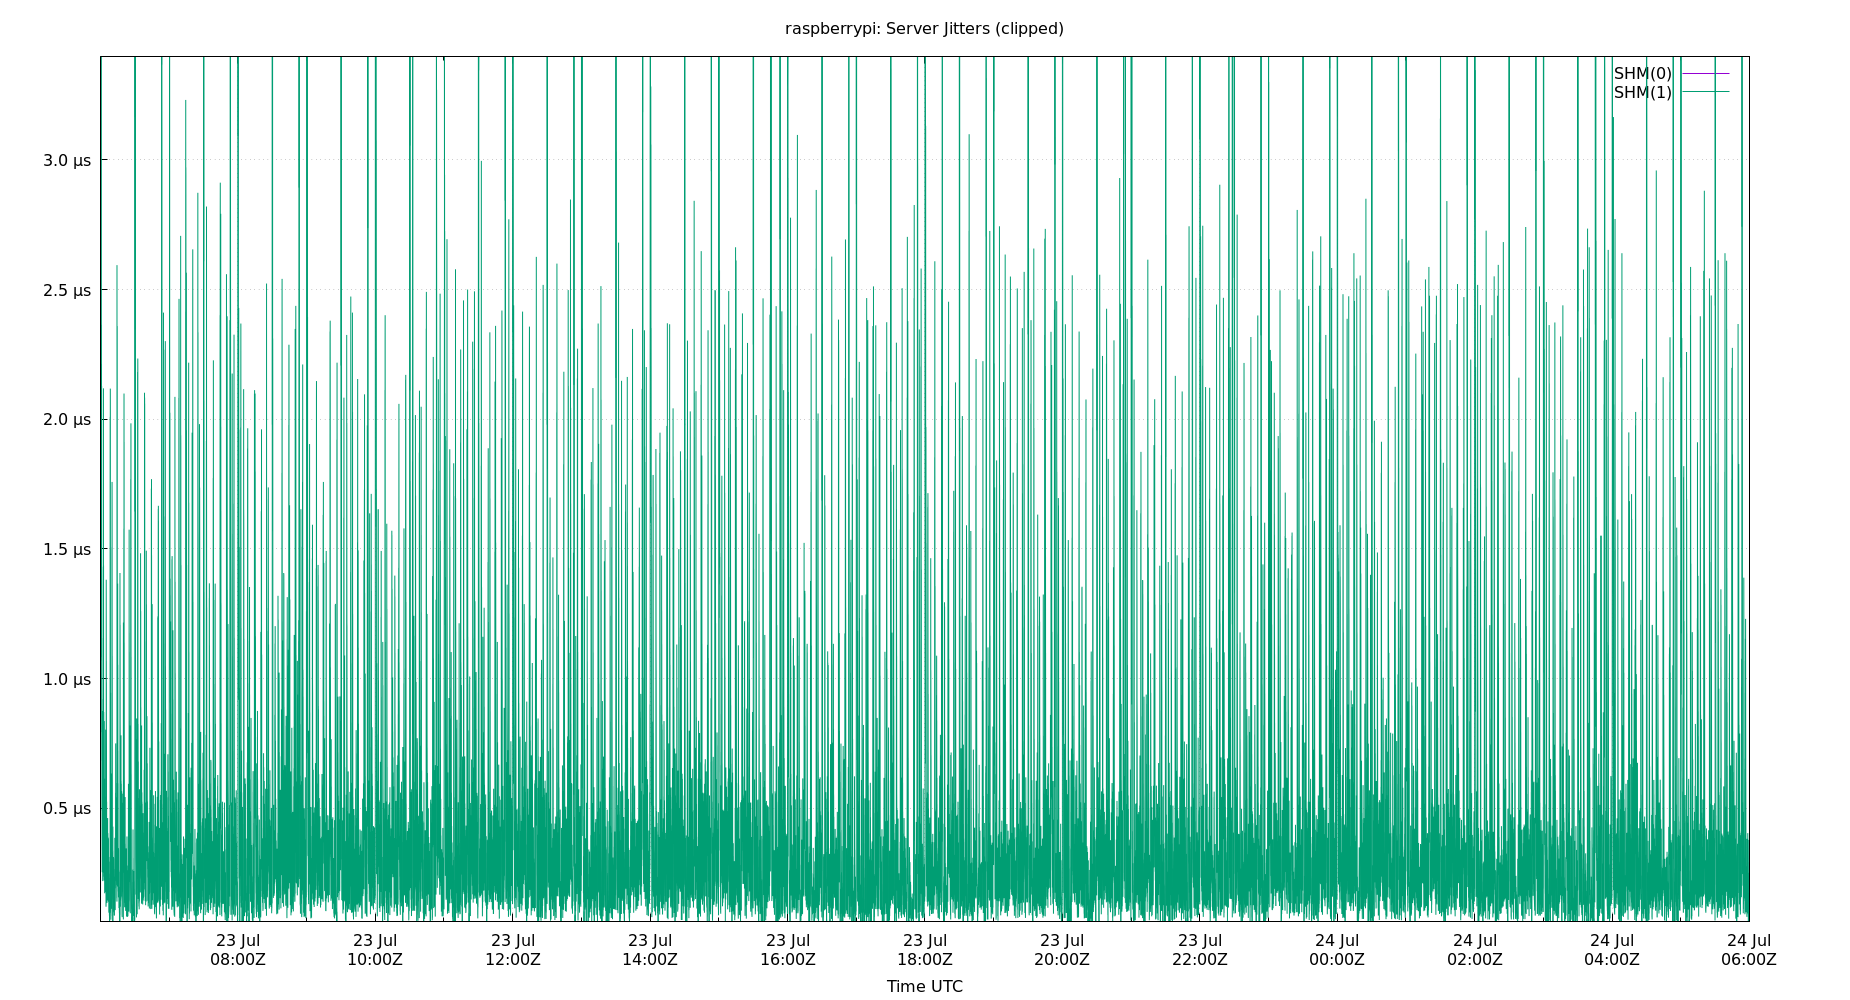 raspberrypi: Server Jitters (clipped)
SHM(0)
SHM(1)
3.0 µs
2.5 µs
2.0 µs
1.5 µs
1.0 µs
0.5 µs
23 Jul 23 Jul 23 Jul 23 Jul 23 Jul 23 Jul 23 Jul 23 Jul 24 Jul 24 Jul 24 Jul 24 Jul
08:00Z 10:00Z 12:00Z 14:00Z 16:00Z 18:00Z 20:00Z 22:00Z 00:00Z 02:00Z 04:00Z 06:00Z
Time UTC